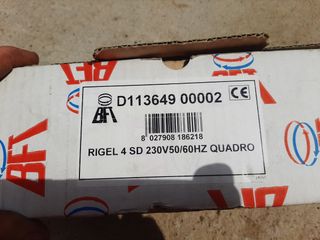 BFT
BFT
D113649 00002
CE
BFT
8 027908 186218
RIGEL 4 SD 230V50/60HZ QUADRO